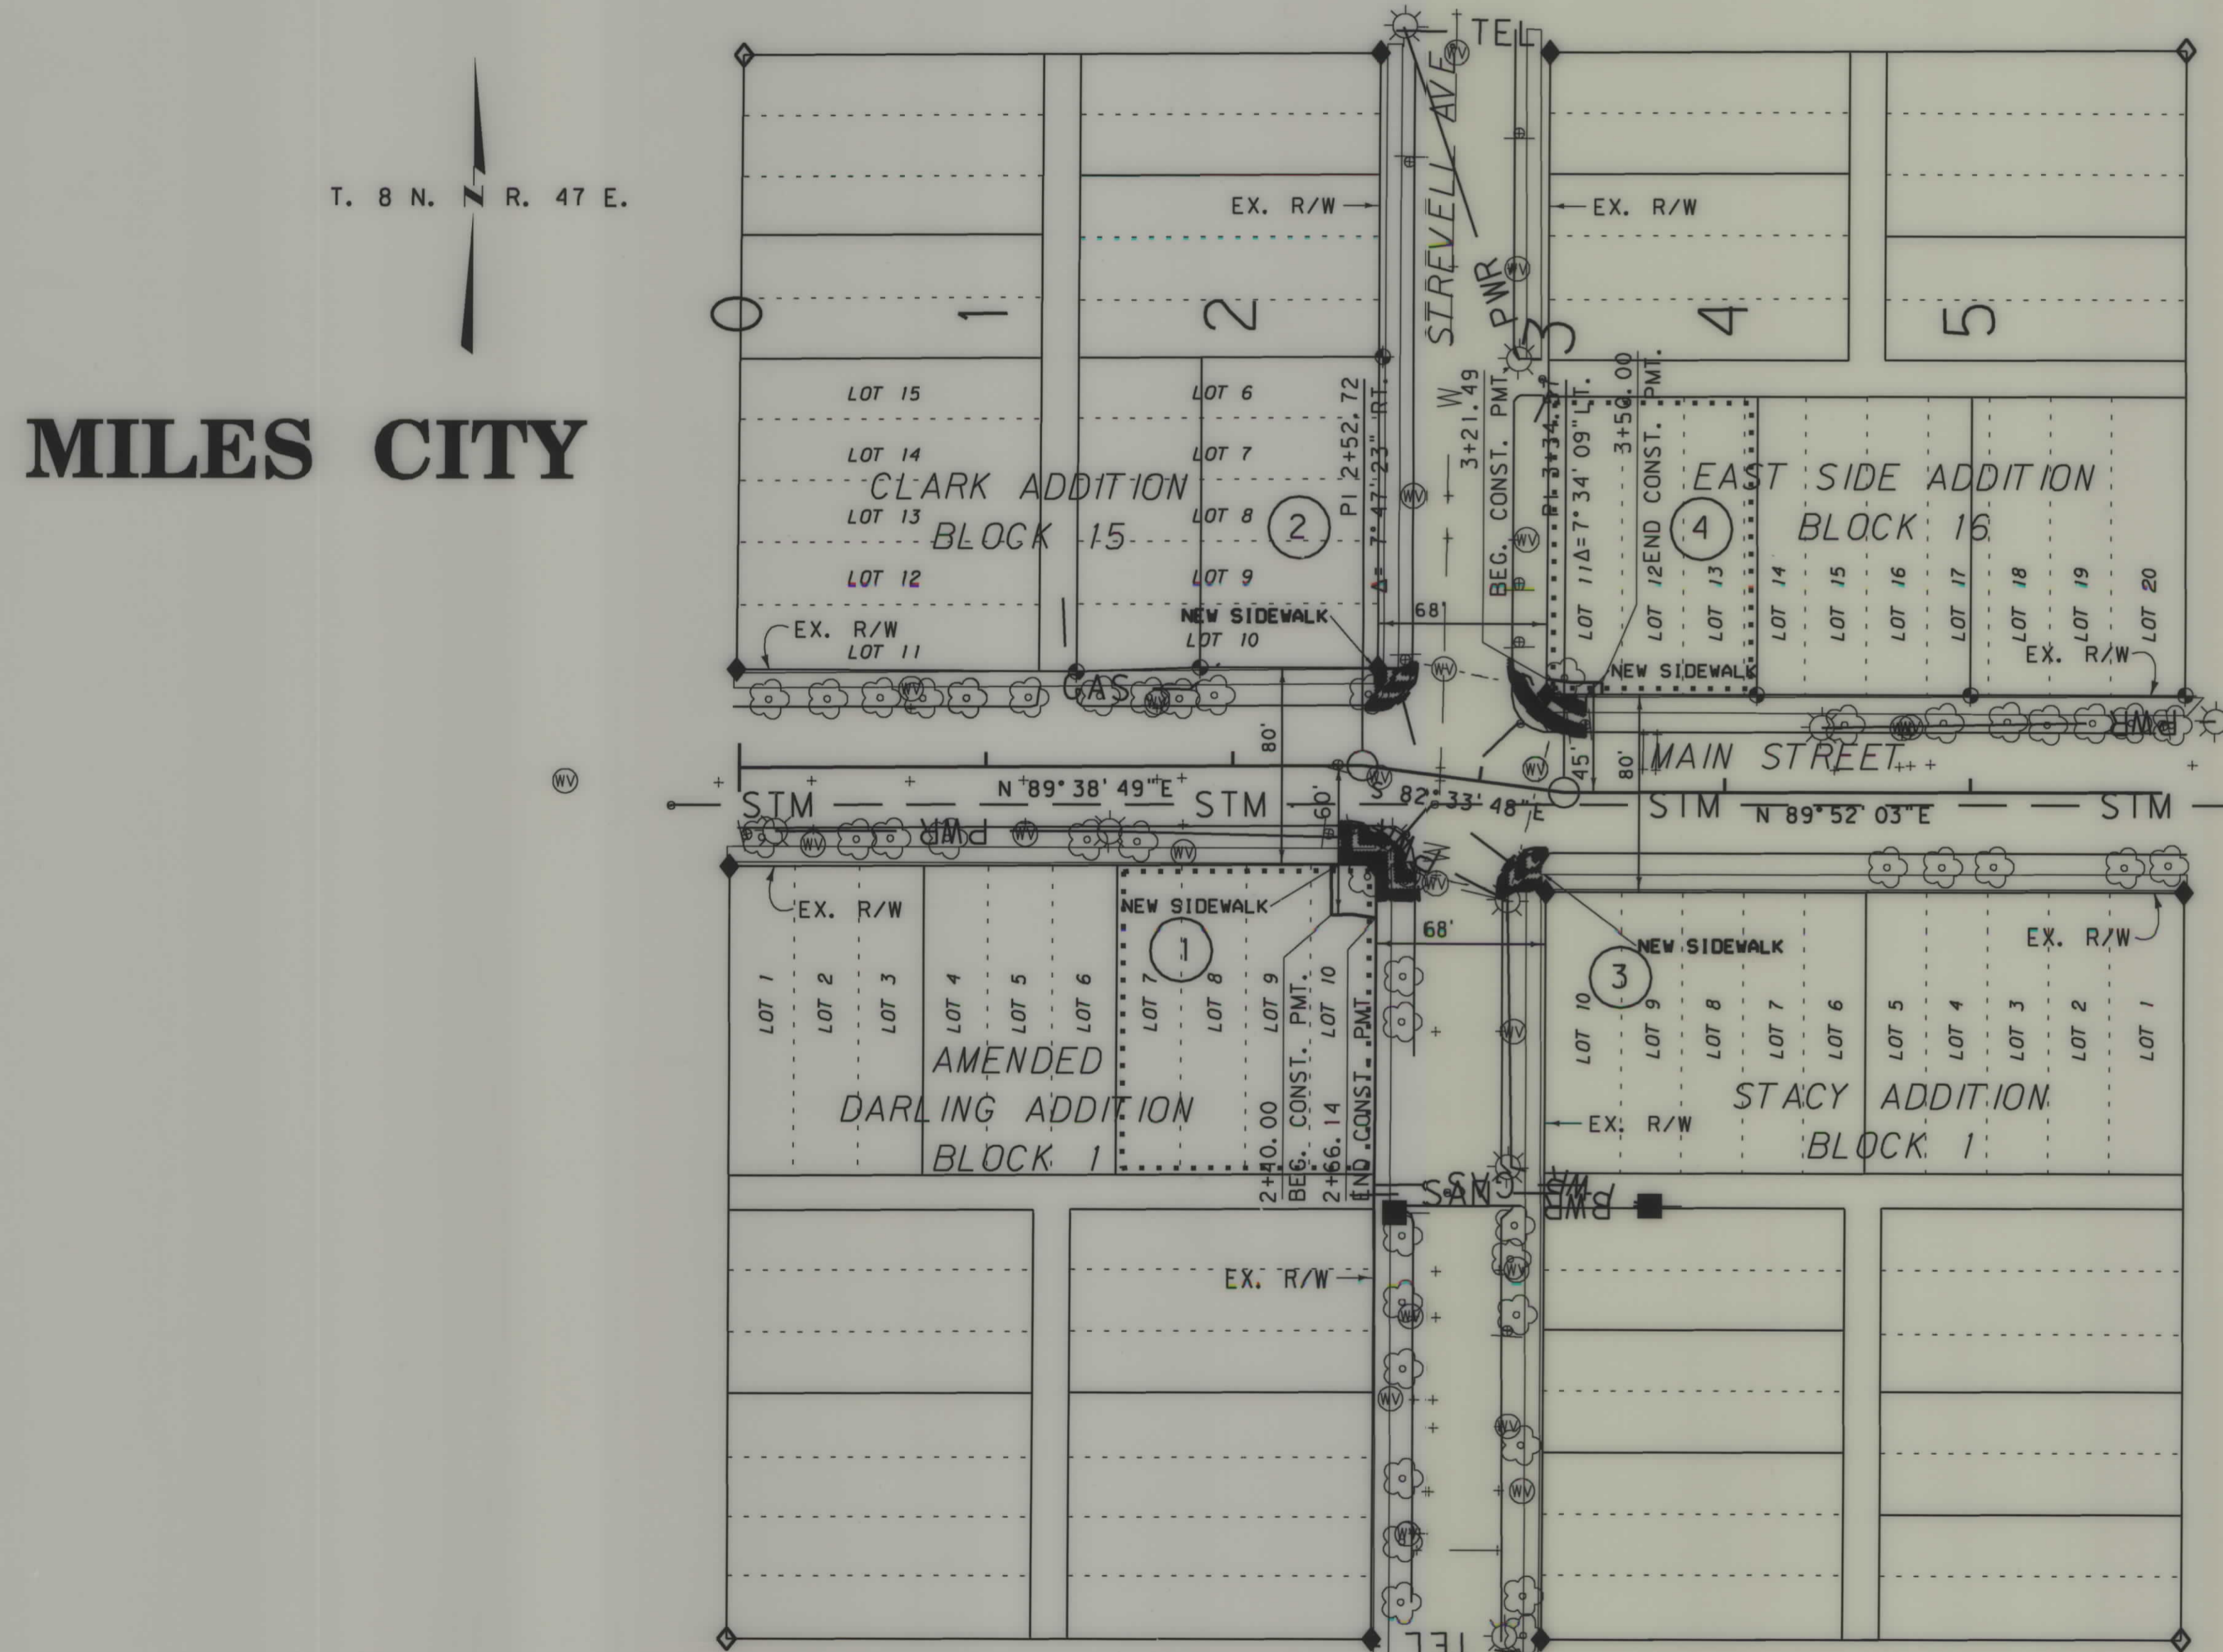 T. 8 N. N R. 47 E.
MILES CITY
TEL
STREVELL AVE
EX. R/W
EX. R/W
PWR
0
1
2
3
4
5
LOT 15
LOT 14
LOT 13
LOT 12
LOT 11
CLARK ADDITION
BLOCK 15
LOT 6
LOT 7
LOT 8
LOT 9
LOT 10
2
PI 2+52.72
Δ= 7°47'23" RT.
W
3+21.49
BEG. CONST. PMT.
Δ=7°34'09" LT.
3+50.00
END CONST. PMT.
4
EAST SIDE ADDITION
BLOCK 16
LOT 11
LOT 12
LOT 13
LOT 14
LOT 15
LOT 16
LOT 17
LOT 18
LOT 19
LOT 20
EX. R/W
EX. R/W
NEW SIDEWALK
NEW SIDEWALK
68'
GAS
WV
80'
45'
80'
60'
PWR
MAIN STREET
N 89°38'49"E
S 82°33'48"E
N 89°52'03"E
STM
STM
STM
STM
PWR
W
EX. R/W
NEW SIDEWALK
1
68'
NEW SIDEWALK
3
EX. R/W
LOT 1
LOT 2
LOT 3
LOT 4
LOT 5
LOT 6
LOT 7
LOT 8
LOT 9
LOT 10
AMENDED
DARLING ADDITION
BLOCK 1
2+40.00
BEG. CONST. PMT.
2+66.14
END CONST. PMT.
LOT 10
LOT 9
LOT 8
LOT 7
LOT 6
LOT 5
LOT 4
LOT 3
LOT 2
LOT 1
STACY ADDITION
BLOCK 1
EX. R/W
SAN
GAS
PWR
PWR
EX. R/W
TEL